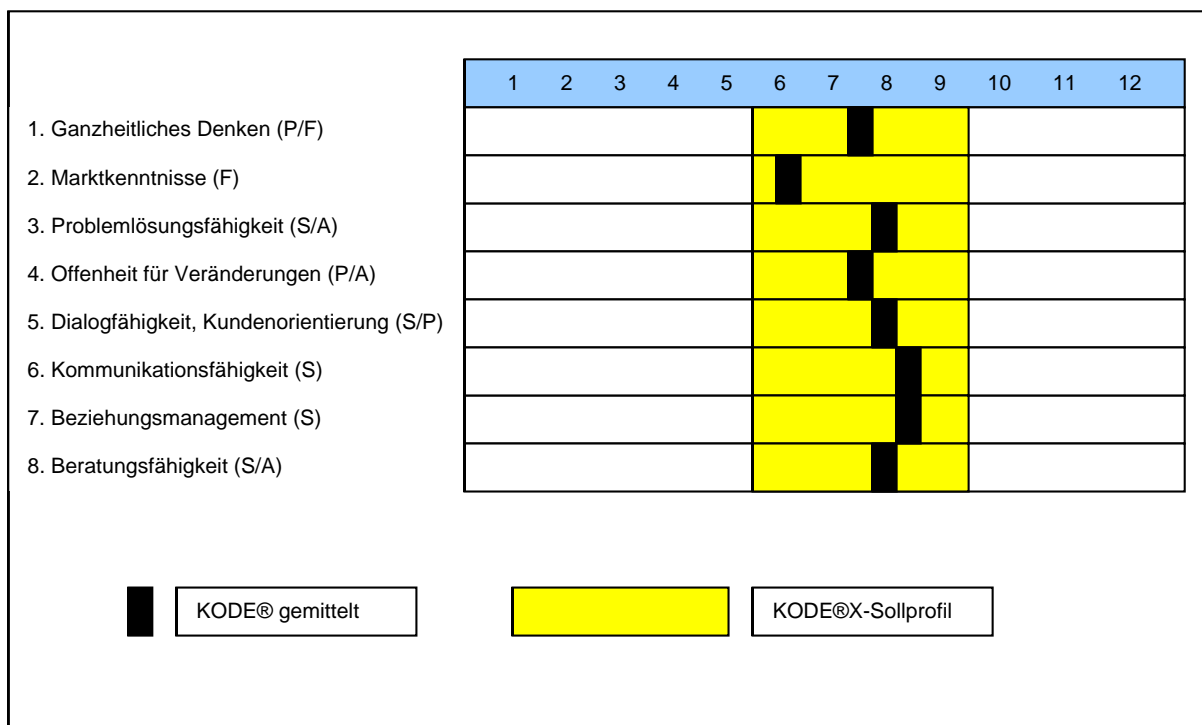 1 2 3 4 5 6 7 8 9 10 11 12
1. Ganzheitliches Denken (P/F)
2. Marktkenntnisse (F)
3. Problemlösungsfähigkeit (S/A)
4. Offenheit für Veränderungen (P/A)
5. Dialogfähigkeit, Kundenorientierung (S/P)
6. Kommunikationsfähigkeit (S)
7. Beziehungsmanagement (S)
8. Beratungsfähigkeit (S/A)
KODE® gemittelt
KODE®X-Sollprofil